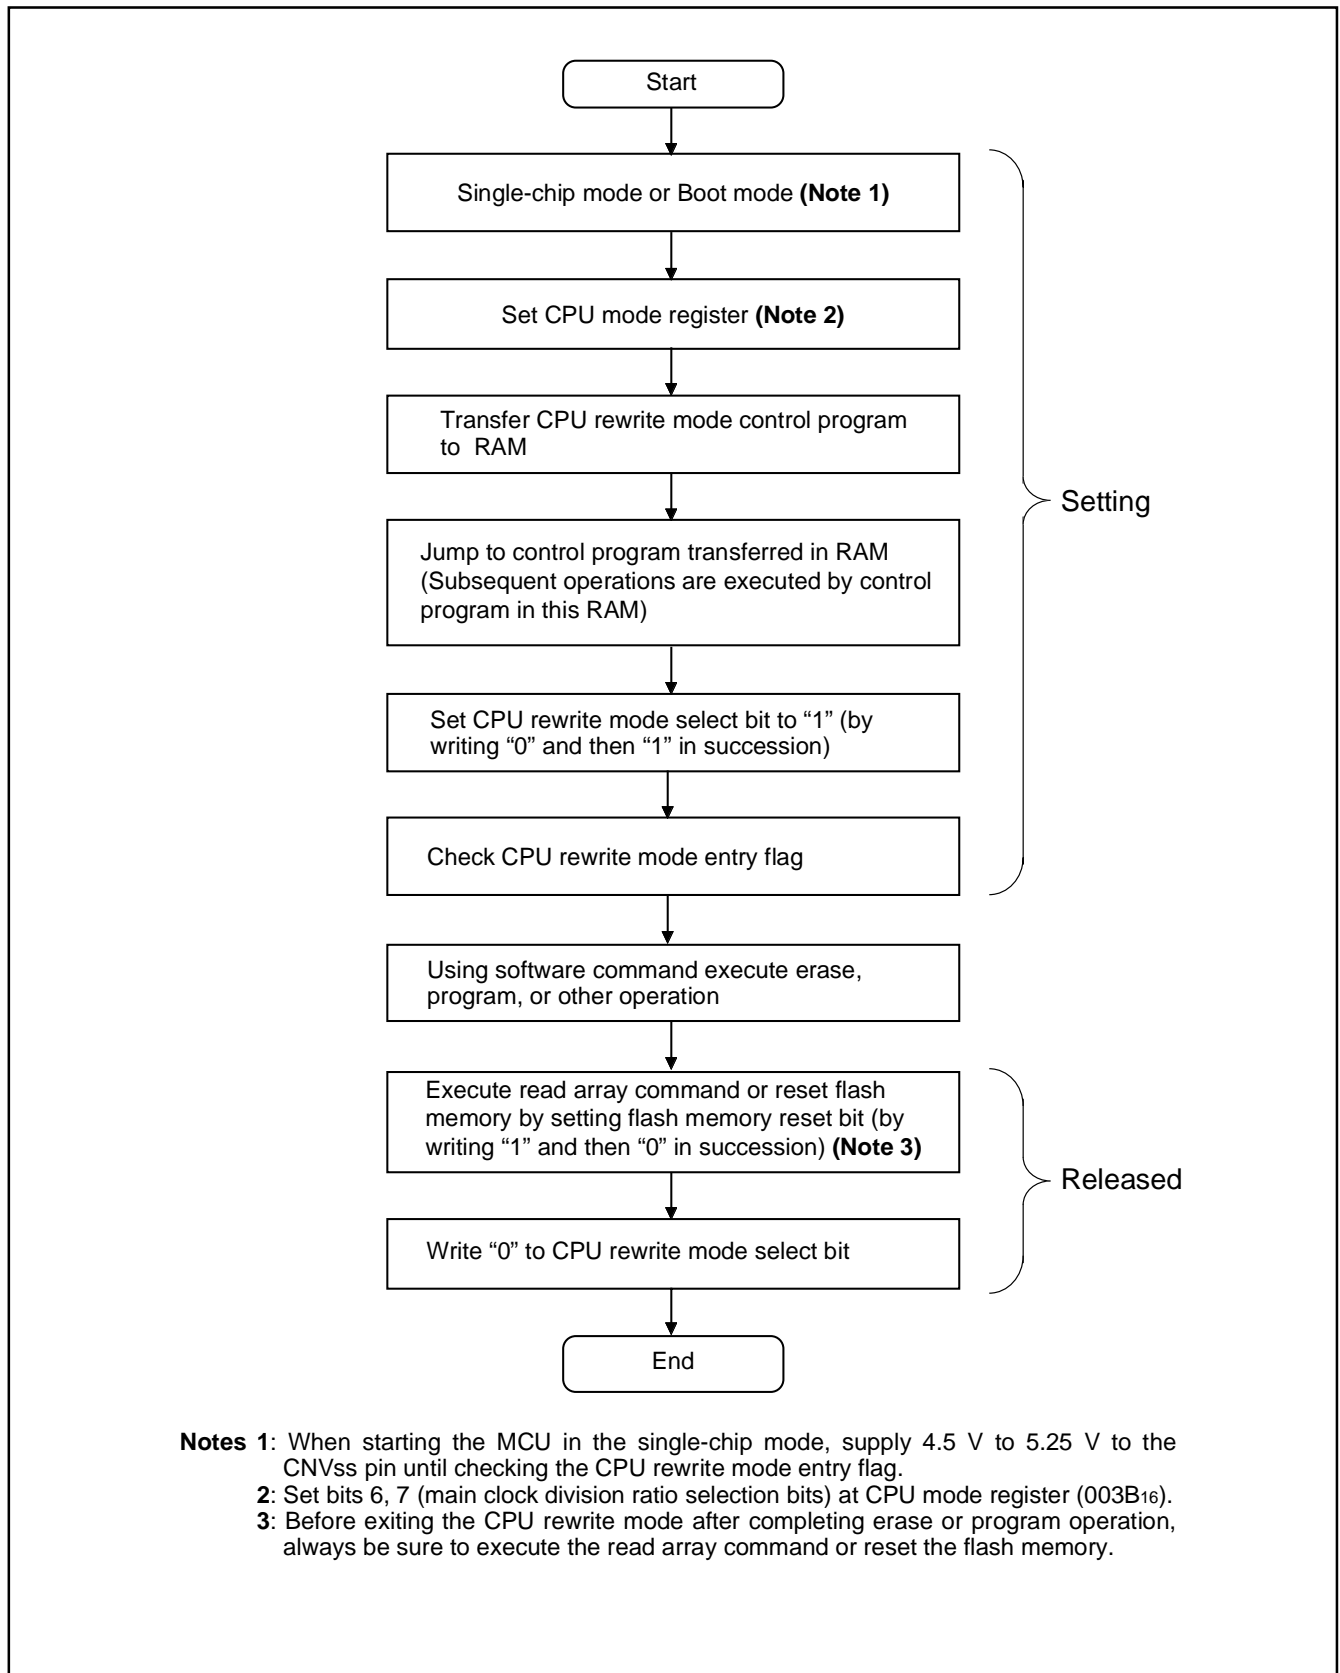 Start
Single-chip mode or Boot mode (Note 1)
Set CPU mode register (Note 2)
Transfer CPU rewrite mode control program
to RAM
Jump to control program transferred in RAM
(Subsequent operations are executed by control
program in this RAM)
Setting
Set CPU rewrite mode select bit to “1” (by
writing “0” and then “1” in succession)
Check CPU rewrite mode entry flag
Using software command execute erase,
program, or other operation
Execute read array command or reset flash
memory by setting flash memory reset bit (by
writing “1” and then “0” in succession) (Note 3)
Released
Write “0” to CPU rewrite mode select bit
End
Notes 1: When starting the MCU in the single-chip mode, supply 4.5 V to 5.25 V to the
CNVss pin until checking the CPU rewrite mode entry flag.
2: Set bits 6, 7 (main clock division ratio selection bits) at CPU mode register (003B16).
3: Before exiting the CPU rewrite mode after completing erase or program operation,
always be sure to execute the read array command or reset the flash memory.